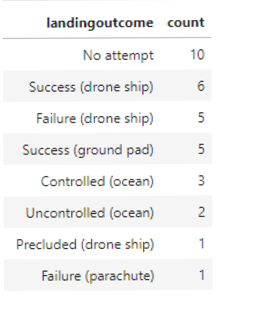 landingoutcome count
No attempt 10
Success (drone ship) 6
Failure (drone ship) 5
Success (ground pad) 5
Controlled (ocean) 3
Uncontrolled (ocean) 2
Precluded (drone ship) 1
Failure (parachute) 1